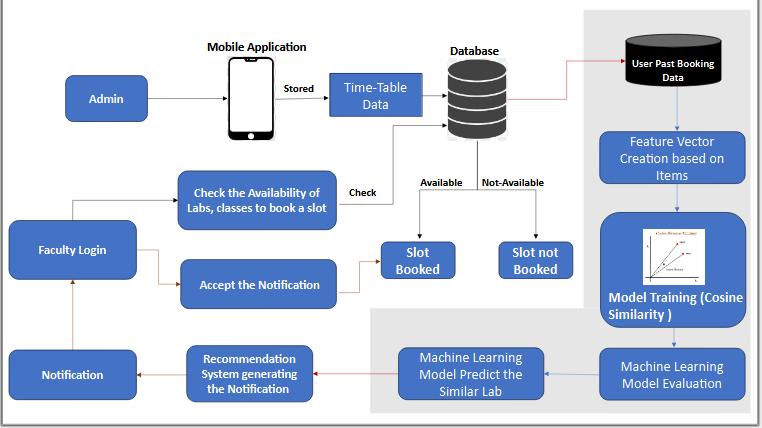 Mobile Application
Database
User Past Booking
Data
Admin
Stored
Time-Table
Data
Feature Vector
Creation based on
Items
Check the Availability of
Labs, classes to book a slot
Check
Available
Not-Available
Faculty Login
Accept the Notification
Slot
Booked
Slot not
Booked
Model Training (Cosine
Similarity )
Notification
Recommendation
System generating
the Notification
Machine Learning
Model Predict the
Similar Lab
Machine Learning
Model Evaluation